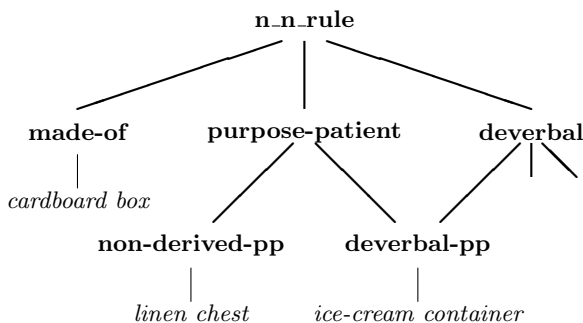 n_n_rule
made-of purpose-patient deverbal
cardboard box
non-derived-pp deverbal-pp
linen chest ice-cream container